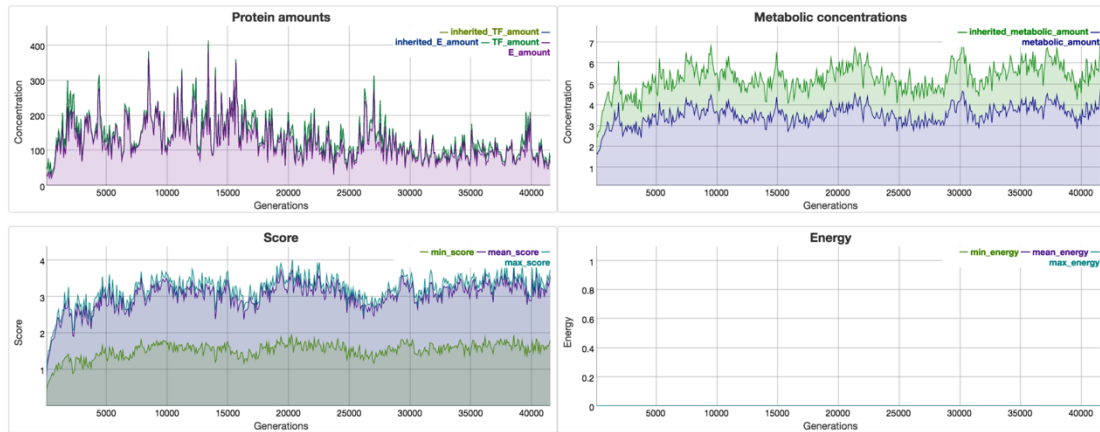 Protein amounts
— inherited_TF_amount —
inherited_E_amount — TF_amount —
E_amount
Concentration
400
300
200
100
0
5000 10000 15000 20000 25000 30000 35000 40000
Generations
Metabolic concentrations
— inherited_metabolic_amount —
metabolic_amount
Concentration
7
6
5
4
3
2
1
5000 10000 15000 20000 25000 30000 35000 40000
Generations
Score
— min_score — mean_score —
max_score
Score
4
3
2
1
5000 10000 15000 20000 25000 30000 35000 40000
Generations
Energy
— min_energy — mean_energy —
max_energy
Energy
1
0.8
0.6
0.4
0.2
0
5000 10000 15000 20000 25000 30000 35000 40000
Generations